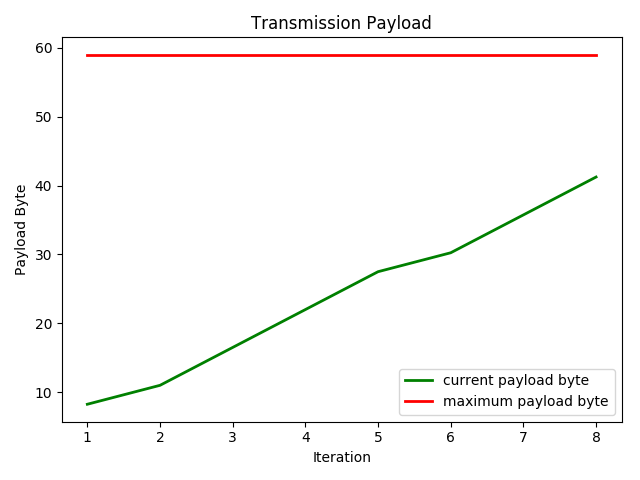 Transmission Payload
60
50
40
30
20
10
Payload Byte
1 2 3 4 5 6 7 8
Iteration
current payload byte
maximum payload byte